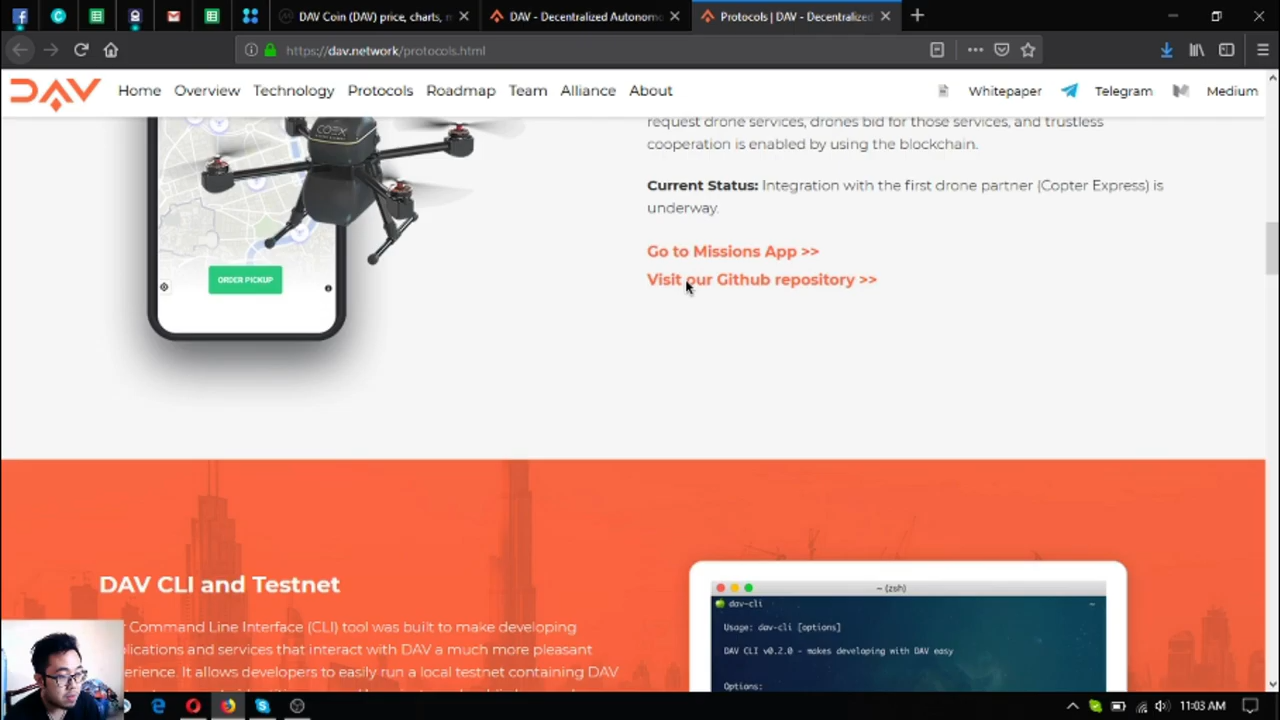 DAV Coin (DAV) price, charts, m
DAV - Decentralized Autonomo
Protocols | DAV - Decentralized
https://dav.network/protocols.html
DAV
Home
Overview
Technology
Protocols
Roadmap
Team
Alliance
About
Whitepaper
Telegram
Medium
COEX
request drone services, drones bid for those services, and trustless
cooperation is enabled by using the blockchain.
Current Status: Integration with the first drone partner (Copter Express) is
underway.
Go to Missions App >>
Visit our Github repository >>
ORDER PICKUP
DAV CLI and Testnet
Command Line Interface (CLI) tool was built to make developing
plications and services that interact with DAV a much more pleasant
erience. It allows developers to easily run a local testnet containing DAV
~ (zsh)
dav-cli
~
Usage: dav-cli [options]
DAV CLI v0.2.0 - makes developing with DAV easy
Options:
11:03 AM